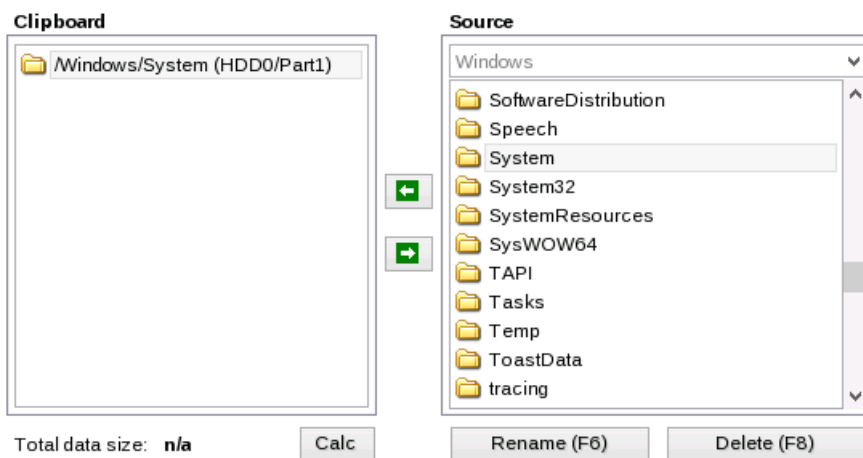 Clipboard
/Windows/System (HDD0/Part1)
Total data size: n/a
Calc
Source
Windows
SoftwareDistribution
Speech
System
System32
SystemResources
SysWOW64
TAPI
Tasks
Temp
ToastData
tracing
Rename (F6)
Delete (F8)